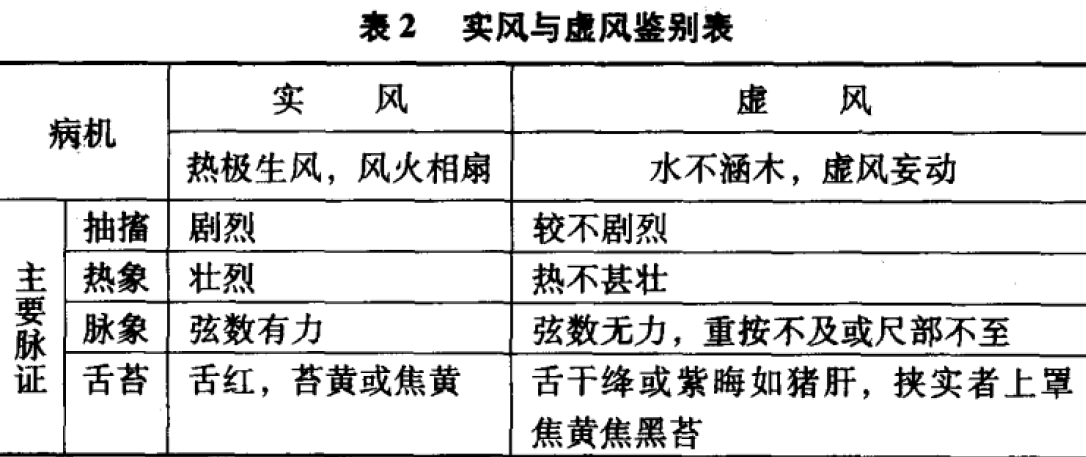 表2 实风与虚风鉴别表
病机 实风 虚风
热极生风，风火相扇 水不涵木，虚风妄动
主要脉证
抽搐 剧烈 较不剧烈
热象 壮烈 热不甚壮
脉象 弦数有力 弦数无力，重按不及或尺部不至
舌苔 舌红，苔黄或焦黄 舌干绛或紫晦如猪肝，挟实者上罩
焦黄焦黑苔